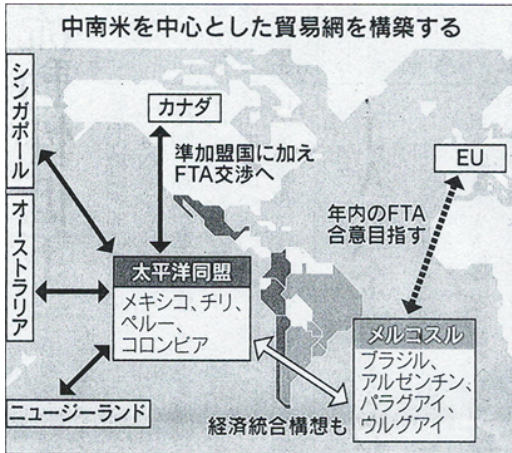 中南米を中心とした貿易網を構築する
シンガポール
カナダ
準加盟国に加え
FTA交渉へ
EU
年内のFTA
合意目指す
オーストラリア
太平洋同盟
メキシコ、チリ、
ペルー、
コロンビア
メルコスル
ブラジル、
アルゼンチン、
パラグアイ、
ウルグアイ
ニュージーランド
経済統合構想も